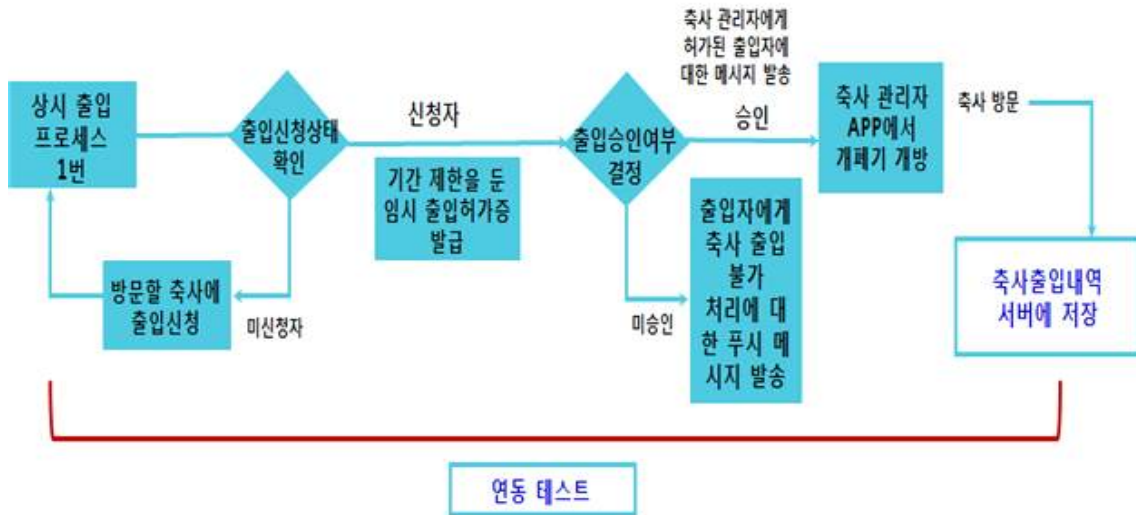 상시 출입
프로세스
1번
출입신청상태
확인
신청자
기간 제한을 둔
임시 출입허가증
발급
방문할 축사에
출입신청
미신청자
출입승인여부
결정
축사 관리자에게
허가된 출입자에
대한 메시지 발송
승인
미승인
출입자에게
축사 출입
불가
처리에 대
한 푸시 메
시지 발송
축사 관리자
APP에서
개폐기 개방
축사 방문
축사출입내역
서버에 저장
연동 테스트